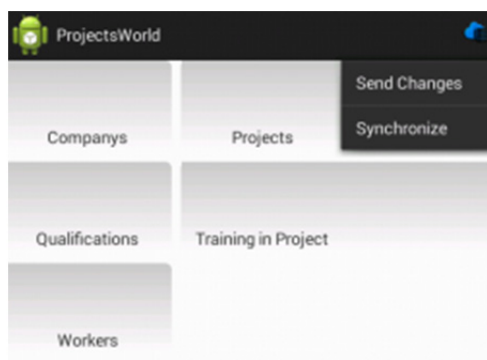 ProjectsWorld
Send Changes
Synchronize
Companys
Projects
Qualifications
Training in Project
Workers